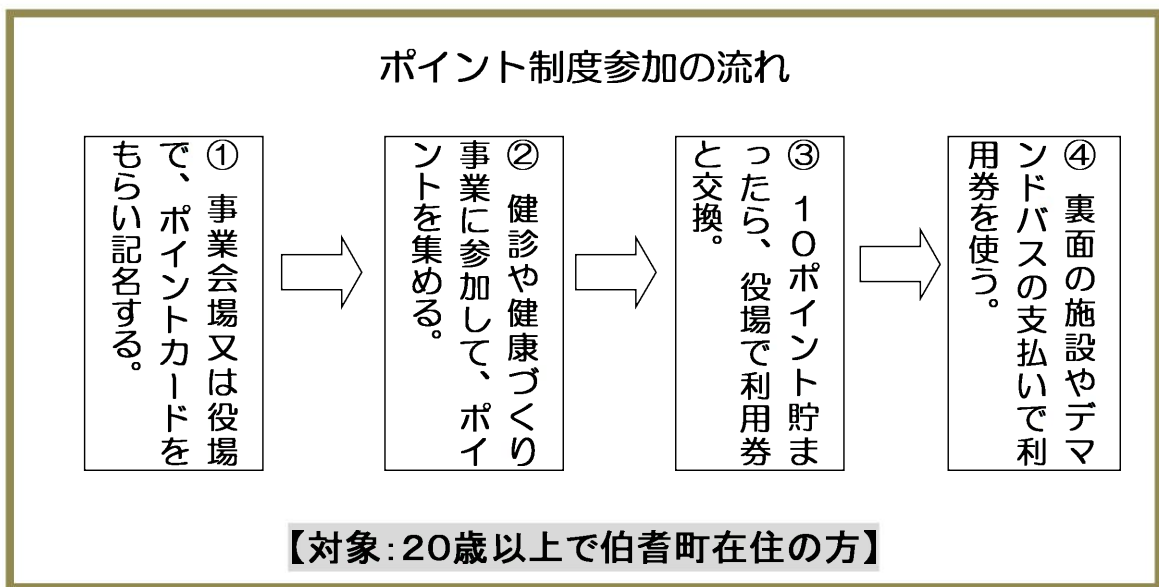 ポイント制度参加の流れ
① 事業会場又は役場
で、ポイントカードを
もらい記名する。
② 健診や健康づくり
事業に参加して、ポイ
ントを集める。
③ １０ポイント貯ま
ったら、役場で利用券
と交換。
④ 裏面の施設やデマ
ンドバスの支払いで利
用券を使う。
【対象：２０歳以上で伯耆町在住の方】